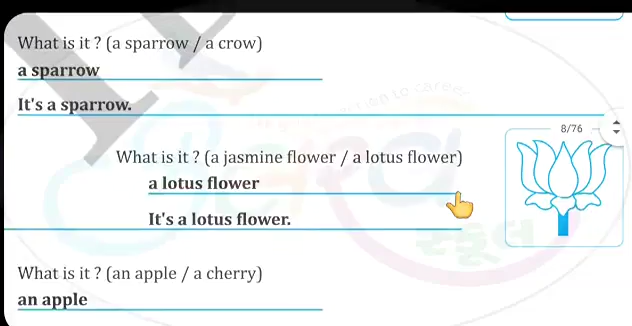 What is it ? (a sparrow / a crow)
a sparrow
It's a sparrow.
8/76
What is it ? (a jasmine flower / a lotus flower)
a lotus flower
It's a lotus flower.
What is it ? (an apple / a cherry)
an apple